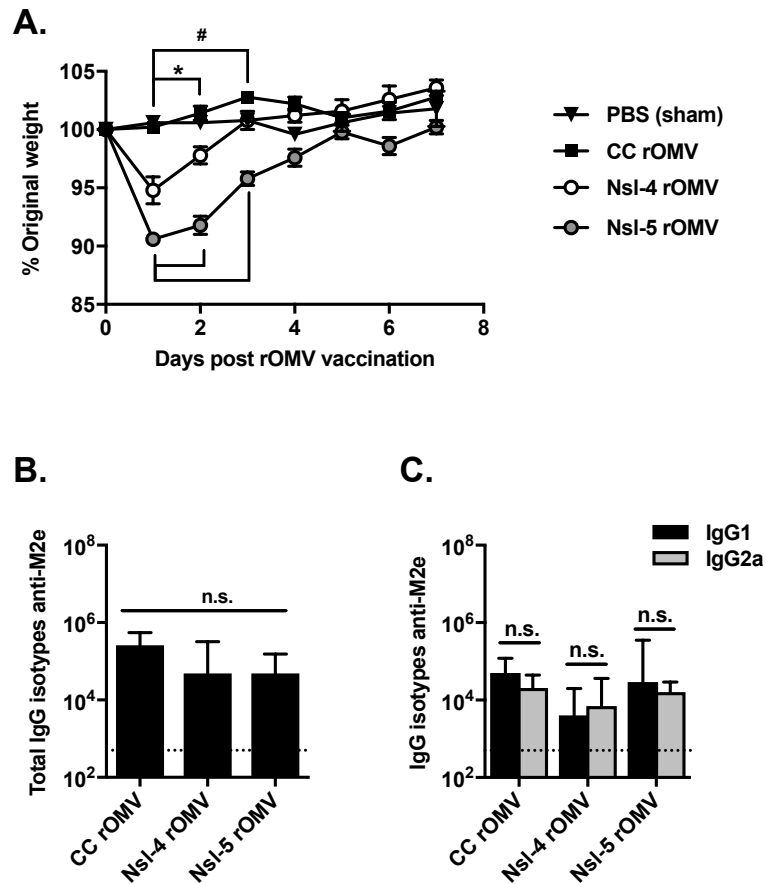 A.
#
*
105
100
95
90
85
0
2
4
6
8
% Original weight
Days post rOMV vaccination
PBS (sham)
CC rOMV
Nsl-4 rOMV
Nsl-5 rOMV
B.
Total IgG isotypes anti-M2e
10⁸
10⁶
10⁴
10²
n.s.
CC rOMV
Nsl-4 rOMV
Nsl-5 rOMV
C.
IgG1
IgG2a
IgG isotypes anti-M2e
10⁸
10⁶
10⁴
10²
n.s.
n.s.
n.s.
CC rOMV
Nsl-4 rOMV
Nsl-5 rOMV